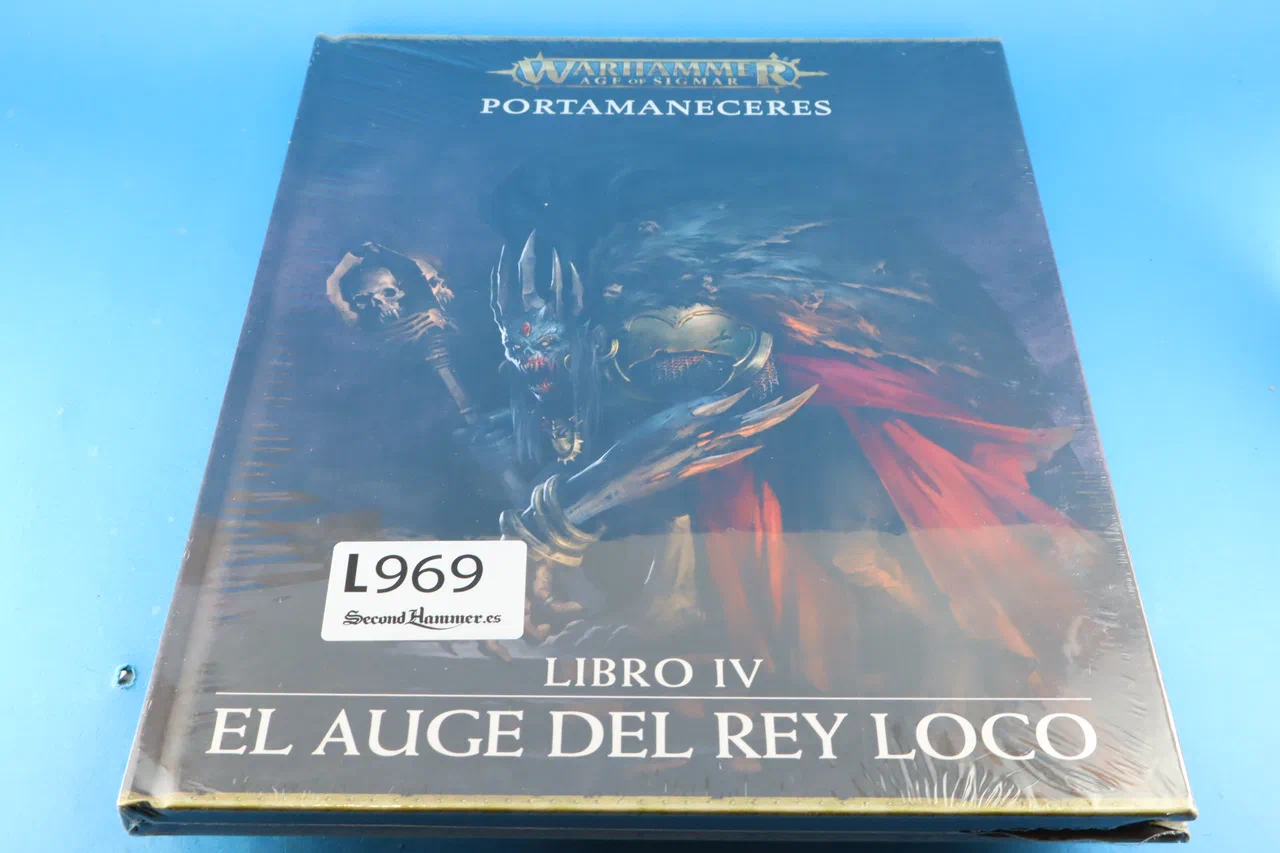 WARHAMMER
AGE OF SIGMAR
PORTAMANECERES
L969
SecondHammer.es
LIBRO IV
EL AUGE DEL REY LOCO